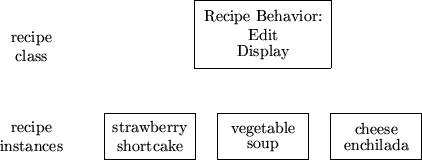 Recipe Behavior:
Edit
Display
recipe
class
recipe
instances
strawberry
shortcake
vegetable
soup
cheese
enchilada